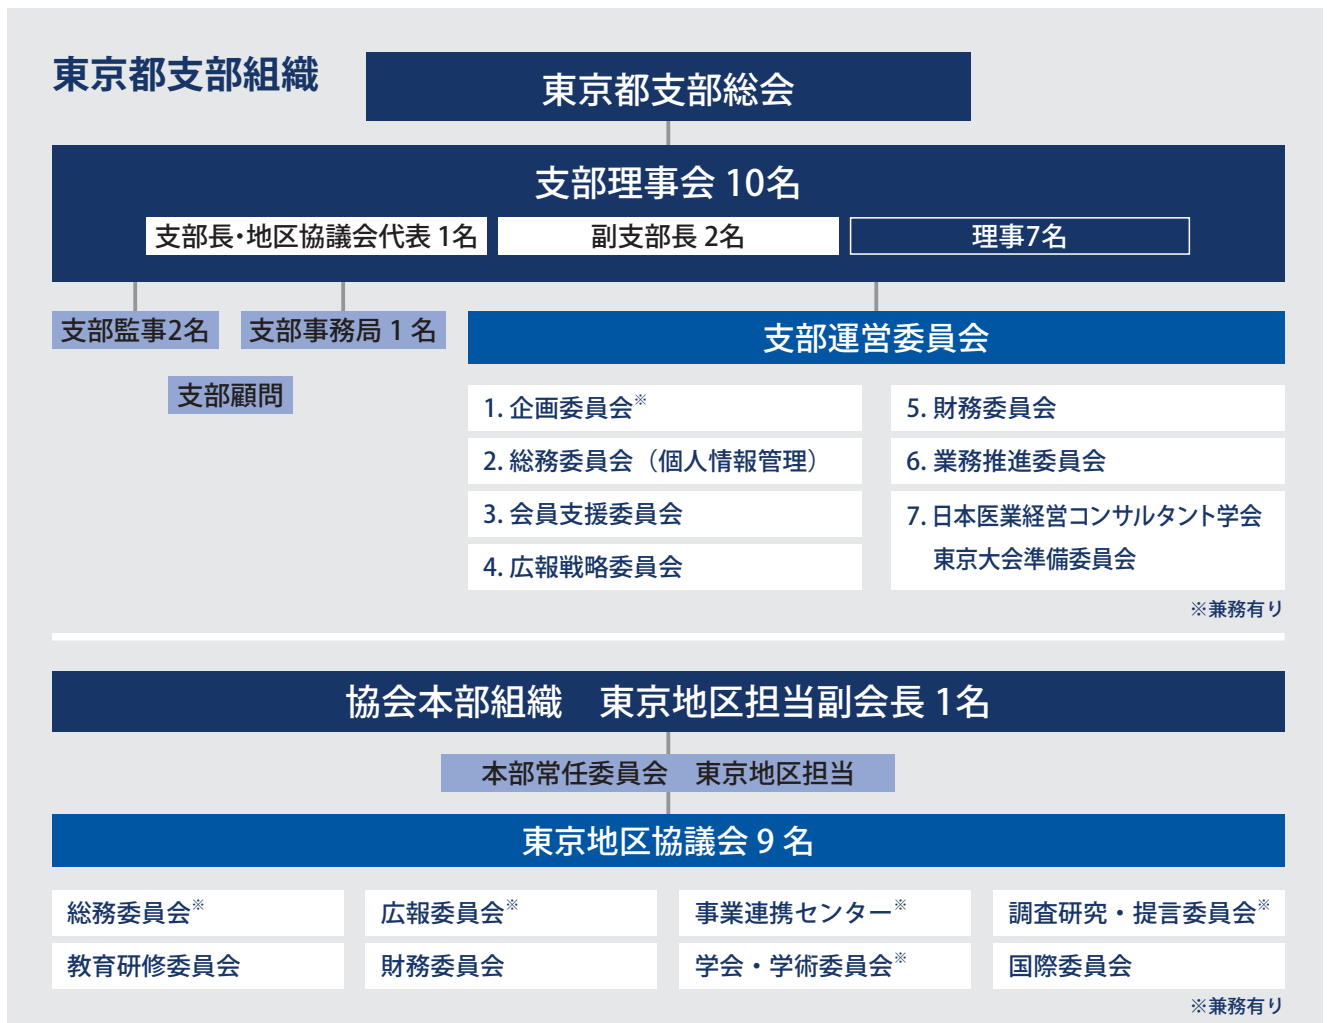 東京都支部組織
東京都支部総会
支部理事会 10名
支部長・地区協議会代表 1名
副支部長 2名
理事7名
支部監事2名
支部事務局 1 名
支部顧問
支部運営委員会
1. 企画委員会※
2. 総務委員会（個人情報管理）
3. 会員支援委員会
4. 広報戦略委員会
5. 財務委員会
6. 業務推進委員会
7. 日本医業経営コンサルタント学会
東京大会準備委員会
※兼務有り
協会本部組織　東京地区担当副会長 1名
本部常任委員会　東京地区担当
東京地区協議会 9 名
総務委員会※
広報委員会※
事業連携センター※
調査研究・提言委員会※
教育研修委員会
財務委員会
学会・学術委員会※
国際委員会
※兼務有り